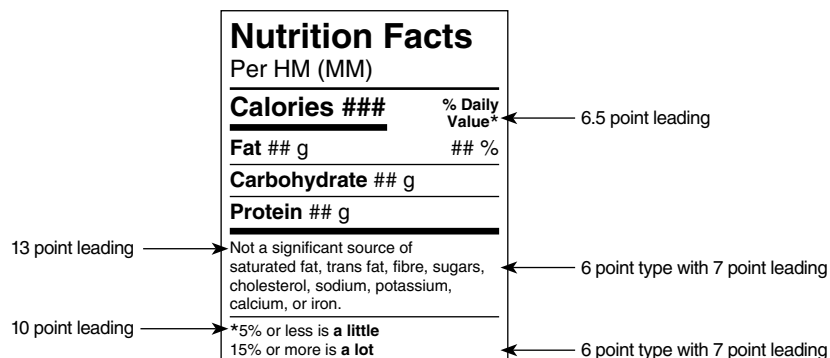 Nutrition Facts
Per HM (MM)
Calories ###
% Daily
Value*
6.5 point leading
Fat ## g ## %
Carbohydrate ## g
Protein ## g
13 point leading
Not a significant source of
saturated fat, trans fat, fibre, sugars,
cholesterol, sodium, potassium,
calcium, or iron.
6 point type with 7 point leading
10 point leading
*5% or less is a little
15% or more is a lot
6 point type with 7 point leading